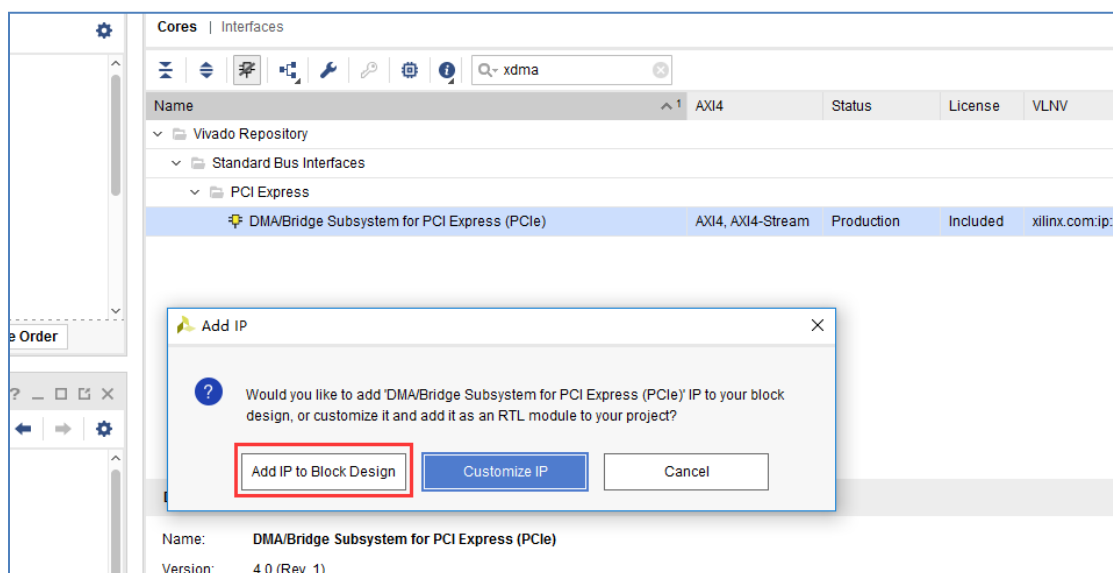 Cores | Interfaces
xdma
Name 1 AXI4 Status License VLNV
Vivado Repository
Standard Bus Interfaces
PCI Express
DMA/Bridge Subsystem for PCI Express (PCIe) AXI4, AXI4-Stream Production Included xilinx.com:ip:
e Order
Add IP
Would you like to add 'DMA/Bridge Subsystem for PCI Express (PCIe)' IP to your block
design, or customize it and add it as an RTL module to your project?
Add IP to Block Design Customize IP Cancel
Name: DMA/Bridge Subsystem for PCI Express (PCIe)
Version: 4.0 (Rev. 1)